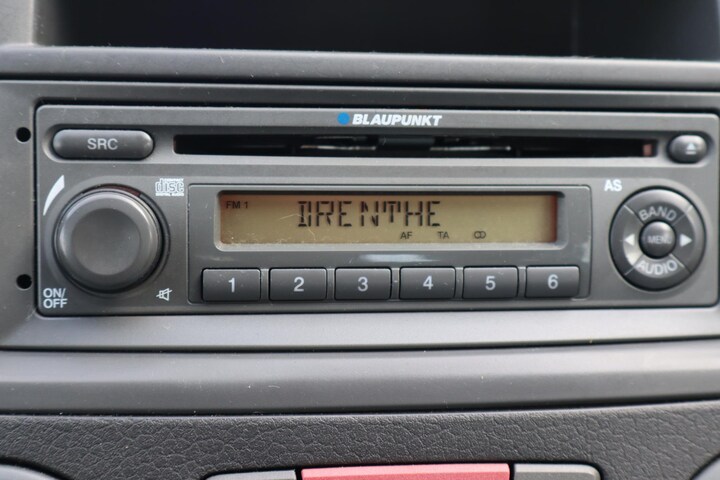 BLAUPUNKT
SRC
disc
AS
FM 1
DRENTHE
AF TA
BAND
MENU
AUDIO
ON/
OFF
1 2 3 4 5 6